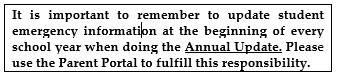 It is important to remember to update student
emergency information at the beginning of every
school year when doing the Annual Update. Please
use the Parent Portal to fulfill this responsibility.